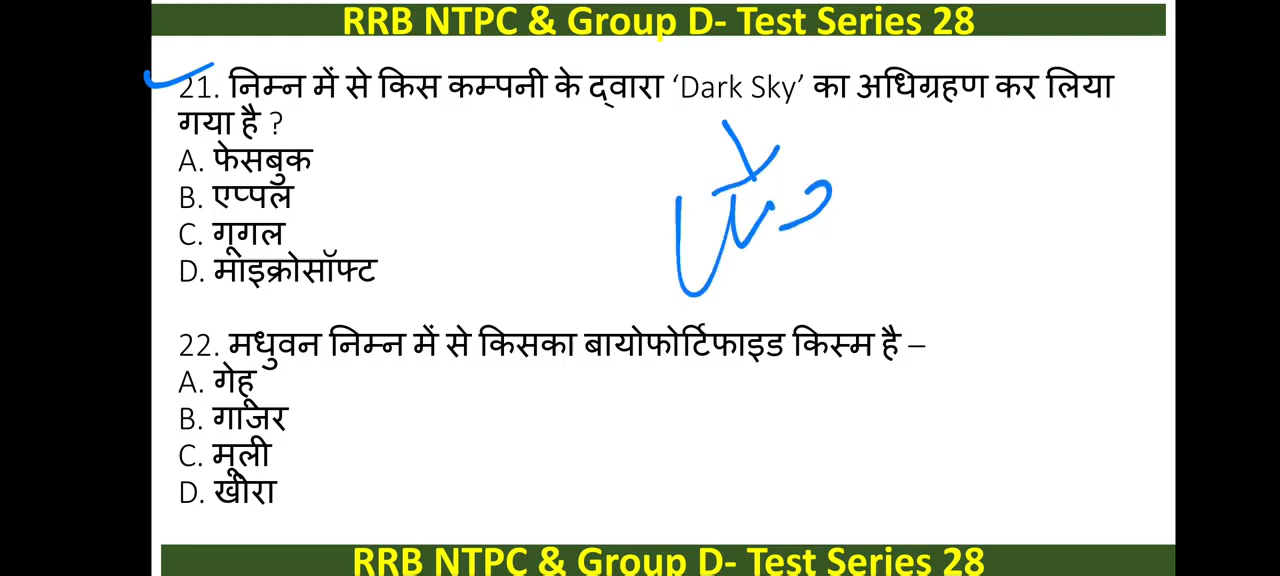 RRB NTPC & Group D- Test Series 28
21. निम्न में से किस कम्पनी के द्वारा ‘Dark Sky’ का अधिग्रहण कर लिया
गया है ?
A. फेसबुक
B. एप्पल
C. गूगल
D. माइक्रोसॉफ्ट
22. मधुवन निम्न में से किसका बायोफोर्टिफाइड किस्म है –
A. गेहू
B. गाजर
C. मूली
D. खीरा
RRB NTPC & Group D- Test Series 28